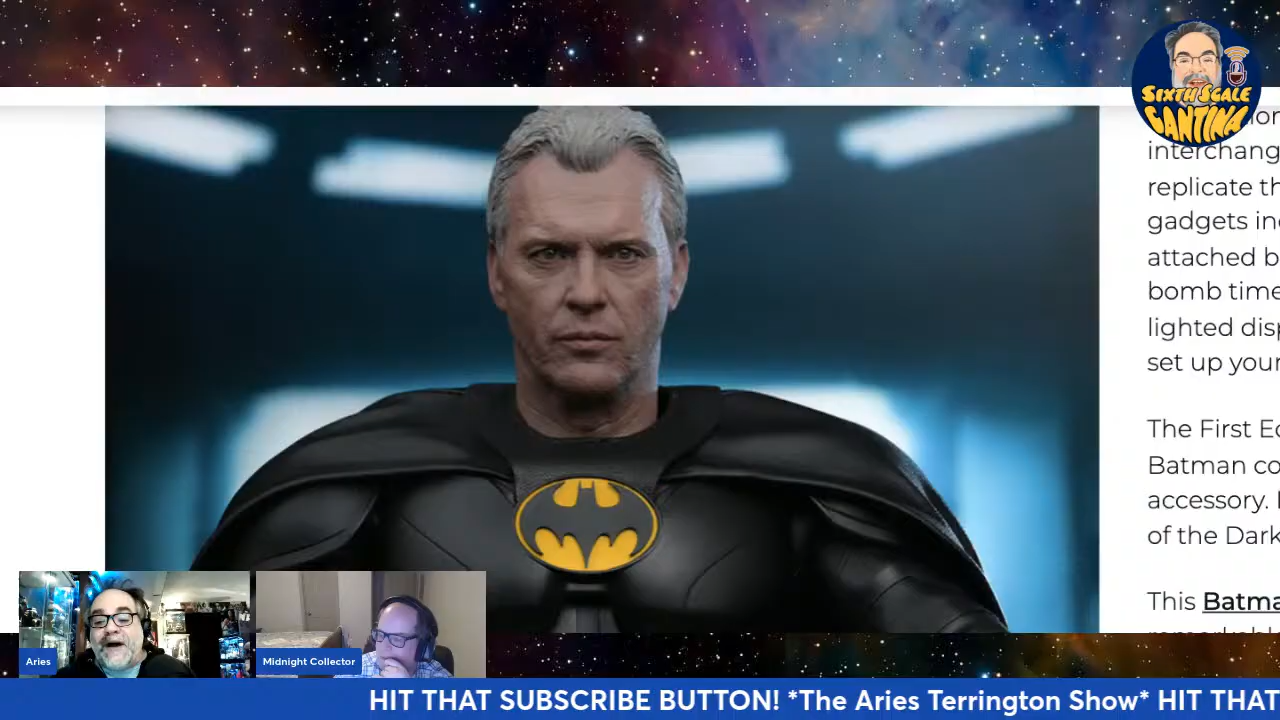 SIXTH SCALE
CANTINA
interchang
replicate th
gadgets inc
attached b
bomb time
lighted disp
set up your
The First Ed
Batman co
accessory.
of the Dark
This Batma
Aries
Midnight Collector
HIT THAT SUBSCRIBE BUTTON! *The Aries Terrington Show* HIT THAT